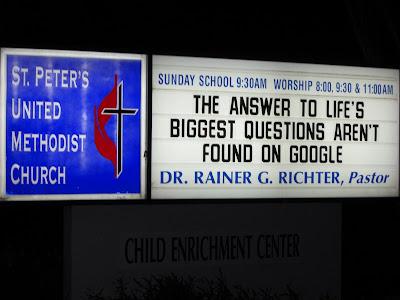 ST. PETER'S
UNITED
METHODIST
CHURCH
SUNDAY SCHOOL 9:30AM WORSHIP 8:00, 9:30 & 11:00AM
THE ANSWER TO LIFE'S
BIGGEST QUESTIONS AREN'T
FOUND ON GOOGLE
DR. RAINER G. RICHTER, Pastor
CHILD ENRICHMENT CENTER